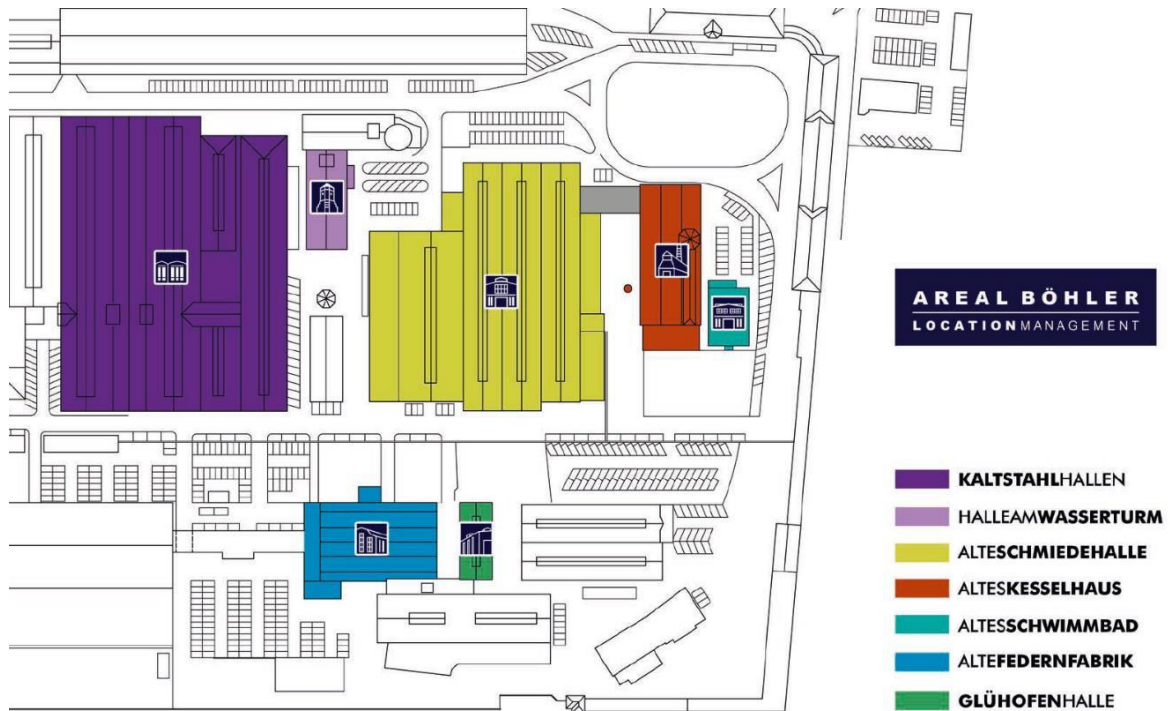 AREAL BÖHLER
LOCATIONMANAGEMENT
KALTSTAHLHALLEN
HALLEAMWASSERTURM
ALTESCHMIEDEHALLE
ALTESKESSELHAUS
ALTESSCHWIMMBAD
ALTEFEDERNFABRIK
GLÜHOFENHALLE